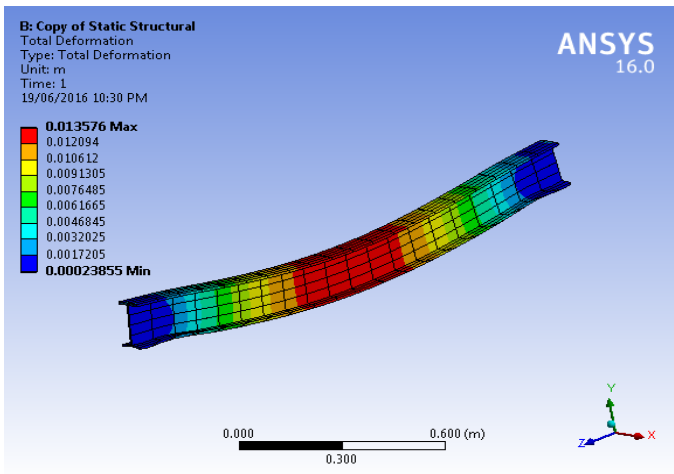 B: Copy of Static Structural
Total Deformation
Type: Total Deformation
Unit: m
Time: 1
19/06/2016 10:30 PM
ANSYS
16.0
0.013576 Max
0.012094
0.010612
0.0091305
0.0076485
0.0061665
0.0046845
0.0032025
0.0017205
0.00023855 Min
0.000
0.600 (m)
0.300
Y
Z
X